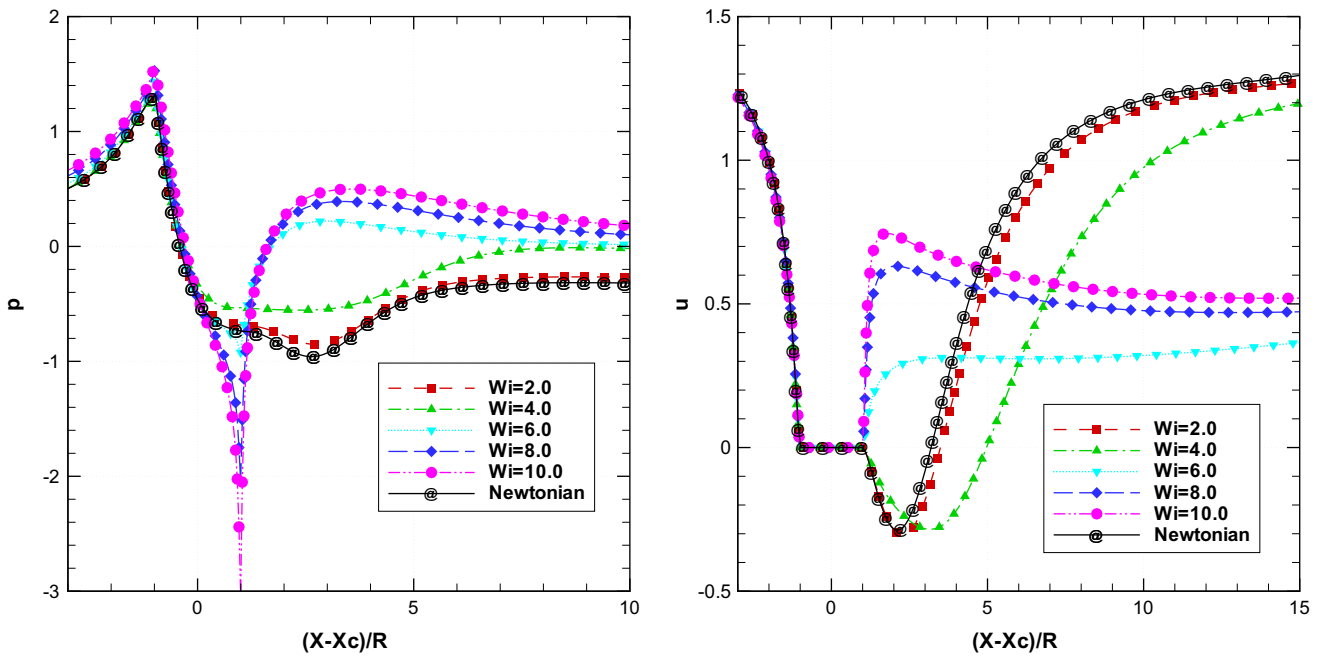 2
1
0
-1
-2
-3
p
0
5
10
(X-Xc)/R
Wi=2.0
Wi=4.0
Wi=6.0
Wi=8.0
Wi=10.0
@ Newtonian
1.5
1
0.5
0
-0.5
u
0
5
10
15
(X-Xc)/R
Wi=2.0
Wi=4.0
Wi=6.0
Wi=8.0
Wi=10.0
@ Newtonian